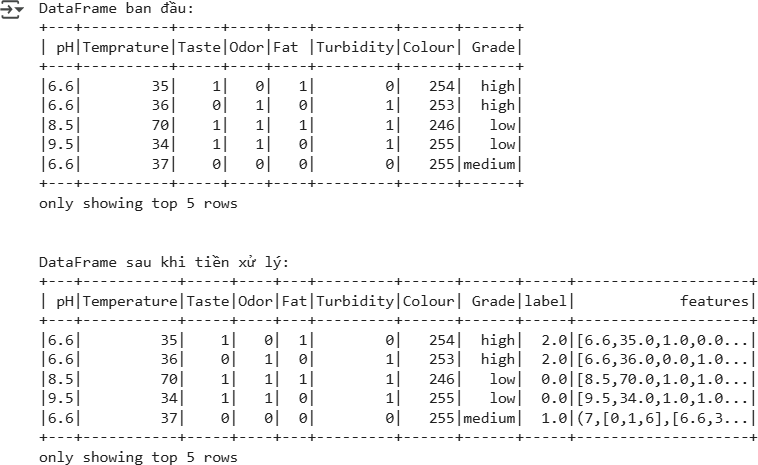 DataFrame ban đầu:
+---+----------+-----+----+----+---------+------+------+
| pH|Temprature|Taste|Odor|Fat |Turbidity|Colour| Grade|
+---+----------+-----+----+----+---------+------+------+
|6.6|        35|    1|   0|   1|        0|   254|  high|
|6.6|        36|    0|   1|   0|        1|   253|  high|
|8.5|        70|    1|   1|   1|        1|   246|   low|
|9.5|        34|    1|   1|   0|        1|   255|   low|
|6.6|        37|    0|   0|   0|        0|   255|medium|
+---+----------+-----+----+----+---------+------+------+
only showing top 5 rows
DataFrame sau khi tiền xử lý:
+---+-----------+-----+----+---+---------+------+------+-----+--------------------+
| pH|Temperature|Taste|Odor|Fat|Turbidity|Colour| Grade|label|            features|
+---+-----------+-----+----+---+---------+------+------+-----+--------------------+
|6.6|         35|    1|   0|  1|        0|   254|  high|  2.0|[6.6,35.0,1.0,0.0...|
|6.6|         36|    0|   1|  0|        1|   253|  high|  2.0|[6.6,36.0,0.0,1.0...|
|8.5|         70|    1|   1|  1|        1|   246|   low|  0.0|[8.5,70.0,1.0,1.0...|
|9.5|         34|    1|   1|  0|        1|   255|   low|  0.0|[9.5,34.0,1.0,1.0...|
|6.6|         37|    0|   0|  0|        0|   255|medium|  1.0|(7,[0,1,6],[6.6,3...|
+---+-----------+-----+----+---+---------+------+------+-----+--------------------+
only showing top 5 rows